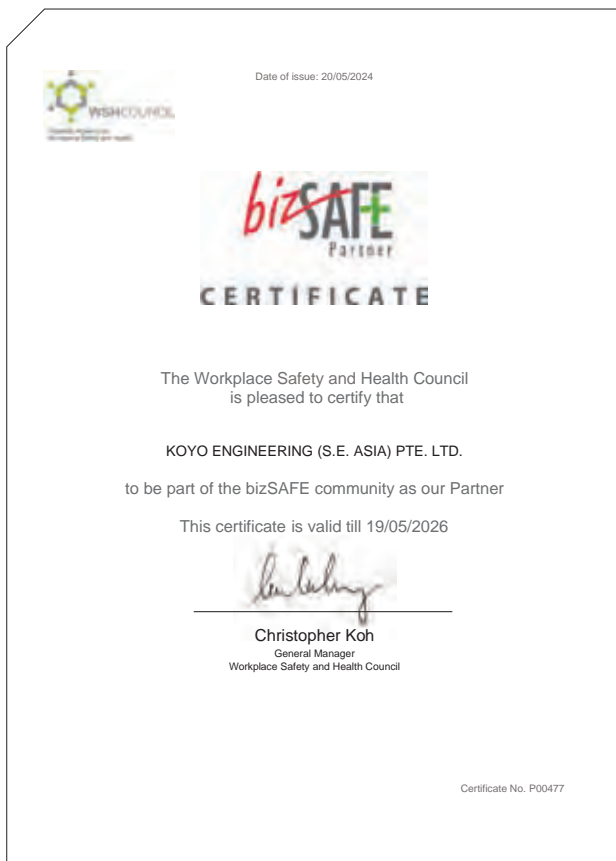 Date of issue: 20/05/2024
WSHCOUNCIL
bizSAFE
Partner
CERTIFICATE
The Workplace Safety and Health Council
is pleased to certify that
KOYO ENGINEERING (S.E. ASIA) PTE. LTD.
to be part of the bizSAFE community as our Partner
This certificate is valid till 19/05/2026
Christopher Koh
General Manager
Workplace Safety and Health Council
Certificate No. P00477